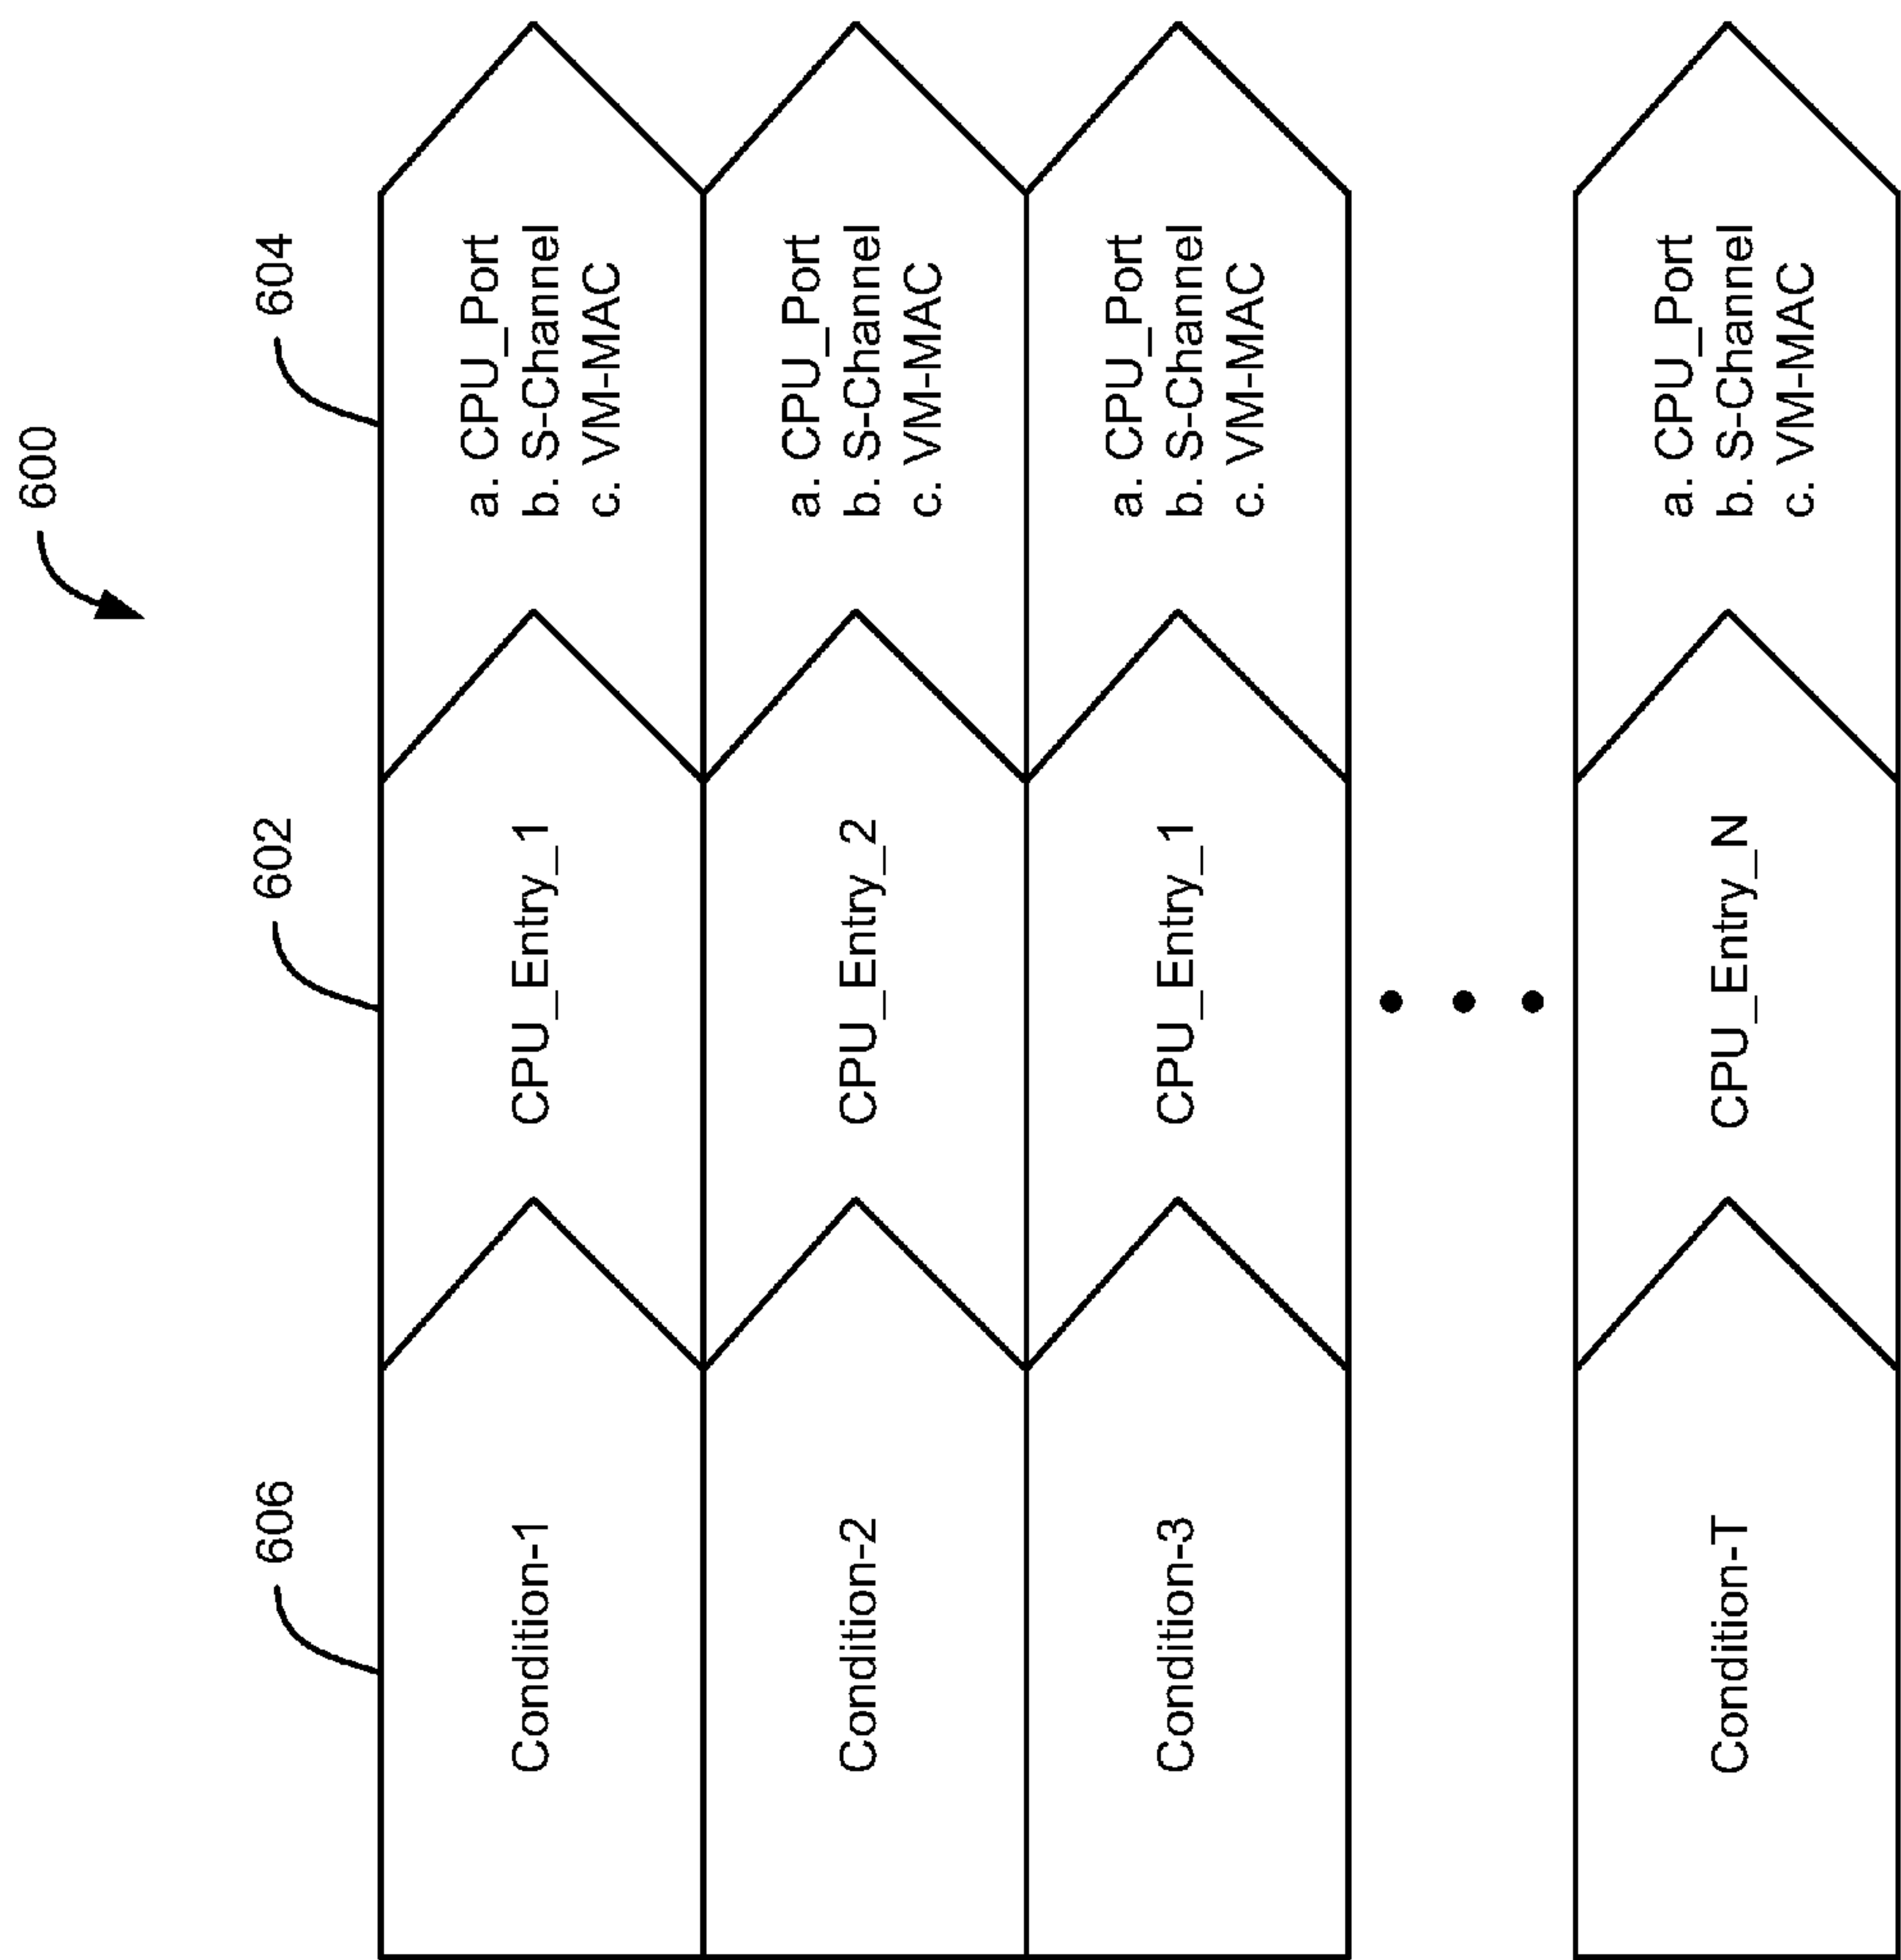 600
606
602
604
Condition-1
CPU_Entry_1
a. CPU_Port
b. S-Channel
c. VM-MAC
Condition-2
CPU_Entry_2
a. CPU_Port
b. S-Channel
c. VM-MAC
Condition-3
CPU_Entry_1
a. CPU_Port
b. S-Channel
c. VM-MAC
Condition-T
CPU_Entry_N
a. CPU_Port
b. S-Channel
c. VM-MAC